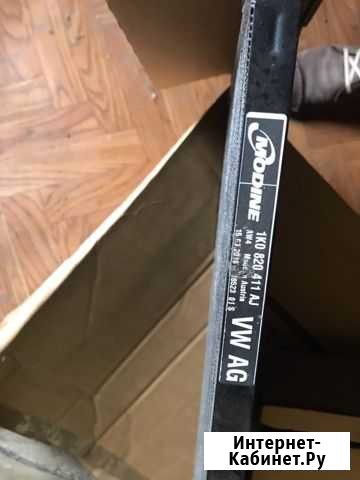 MODINE
1K0 820 411 AJ
Made in Austria
VW AG
Интернет-
Кабинет.Ру